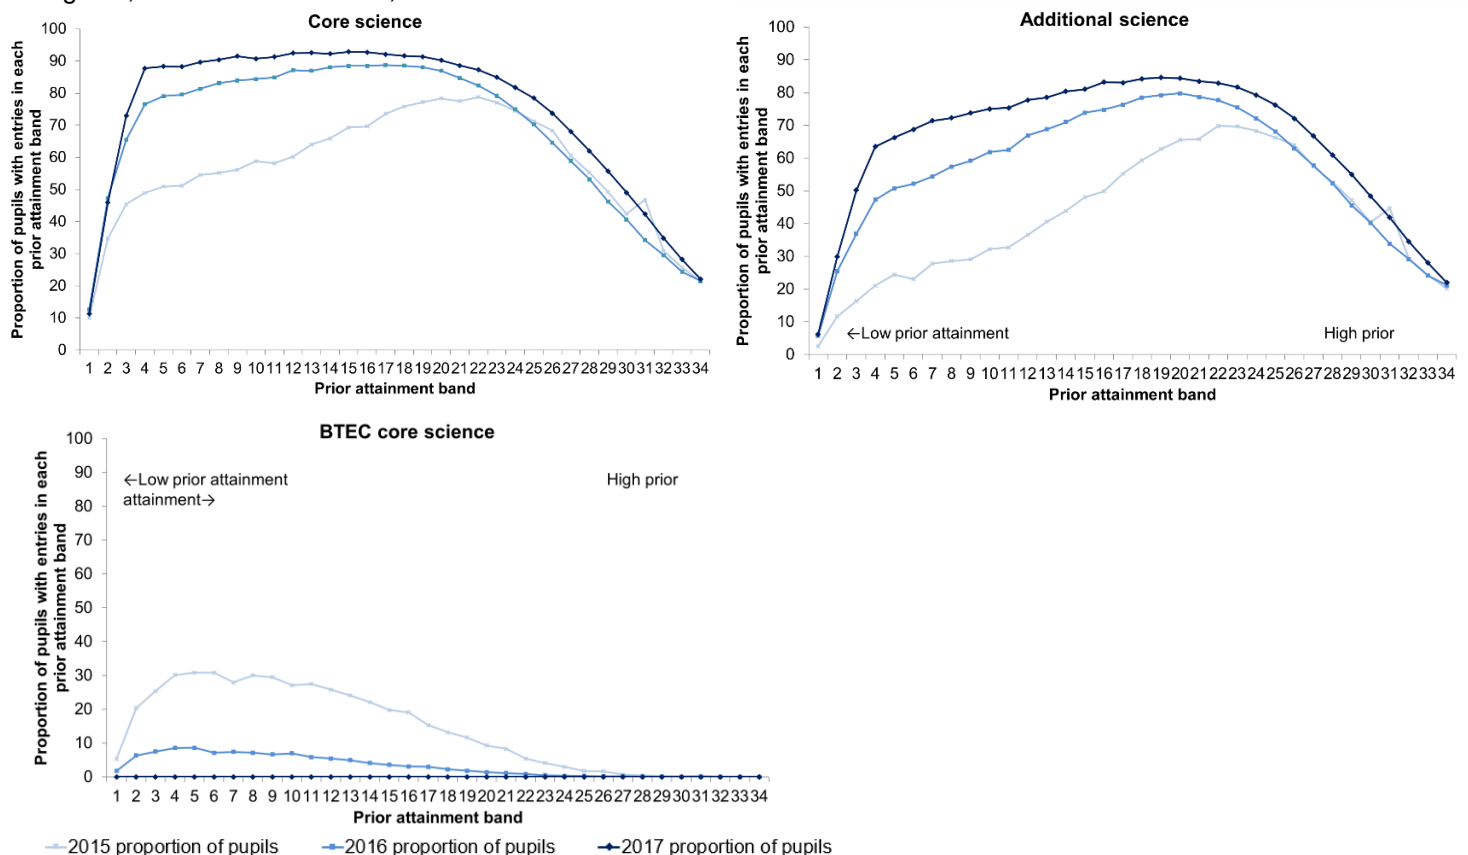 Core science
Proportion of pupils with entries in each
prior attainment band
100
90
80
70
60
50
40
30
20
10
0
1 2 3 4 5 6 7 8 9 10 11 12 13 14 15 16 17 18 19 20 21 22 23 24 25 26 27 28 29 30 31 32 33 34
Prior attainment band
Additional science
Proportion of pupils with entries in each
prior attainment band
100
90
80
70
60
50
40
30
20
10
0
←Low prior attainment High prior
1 2 3 4 5 6 7 8 9 10 11 12 13 14 15 16 17 18 19 20 21 22 23 24 25 26 27 28 29 30 31 32 33 34
Prior attainment band
BTEC core science
Proportion of pupils with entries in each
prior attainment band
100
90
80
70
60
50
40
30
20
10
0
←Low prior attainment High prior
attainment→
1 2 3 4 5 6 7 8 9 10 11 12 13 14 15 16 17 18 19 20 21 22 23 24 25 26 27 28 29 30 31 32 33 34
Prior attainment band
2015 proportion of pupils 2016 proportion of pupils 2017 proportion of pupils